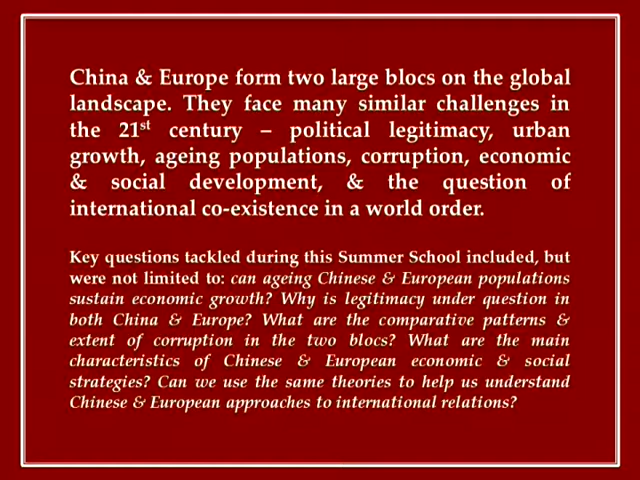 China & Europe form two large blocs on the global
landscape. They face many similar challenges in
the 21st century – political legitimacy, urban
growth, ageing populations, corruption, economic
& social development, & the question of
international co-existence in a world order.
Key questions tackled during this Summer School included, but
were not limited to: can ageing Chinese & European populations
sustain economic growth? Why is legitimacy under question in
both China & Europe? What are the comparative patterns &
extent of corruption in the two blocs? What are the main
characteristics of Chinese & European economic & social
strategies? Can we use the same theories to help us understand
Chinese & European approaches to international relations?